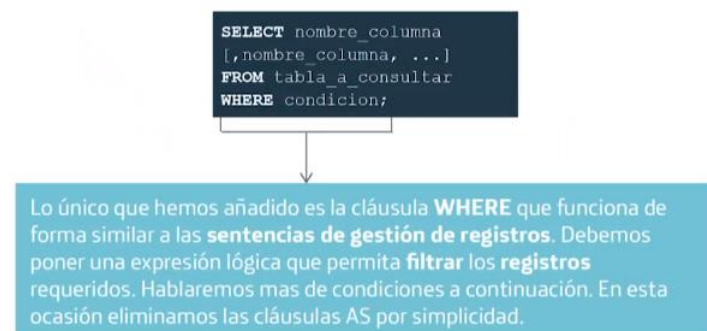 SELECT nombre_columna
[,nombre_columna, ...]
FROM tabla_a_consultar
WHERE condicion;
Lo único que hemos añadido es la cláusula WHERE que funciona de
forma similar a las sentencias de gestión de registros. Debemos
poner una expresión lógica que permita filtrar los registros
requeridos. Hablaremos mas de condiciones a continuación. En esta
ocasión eliminamos las cláusulas AS por simplicidad.